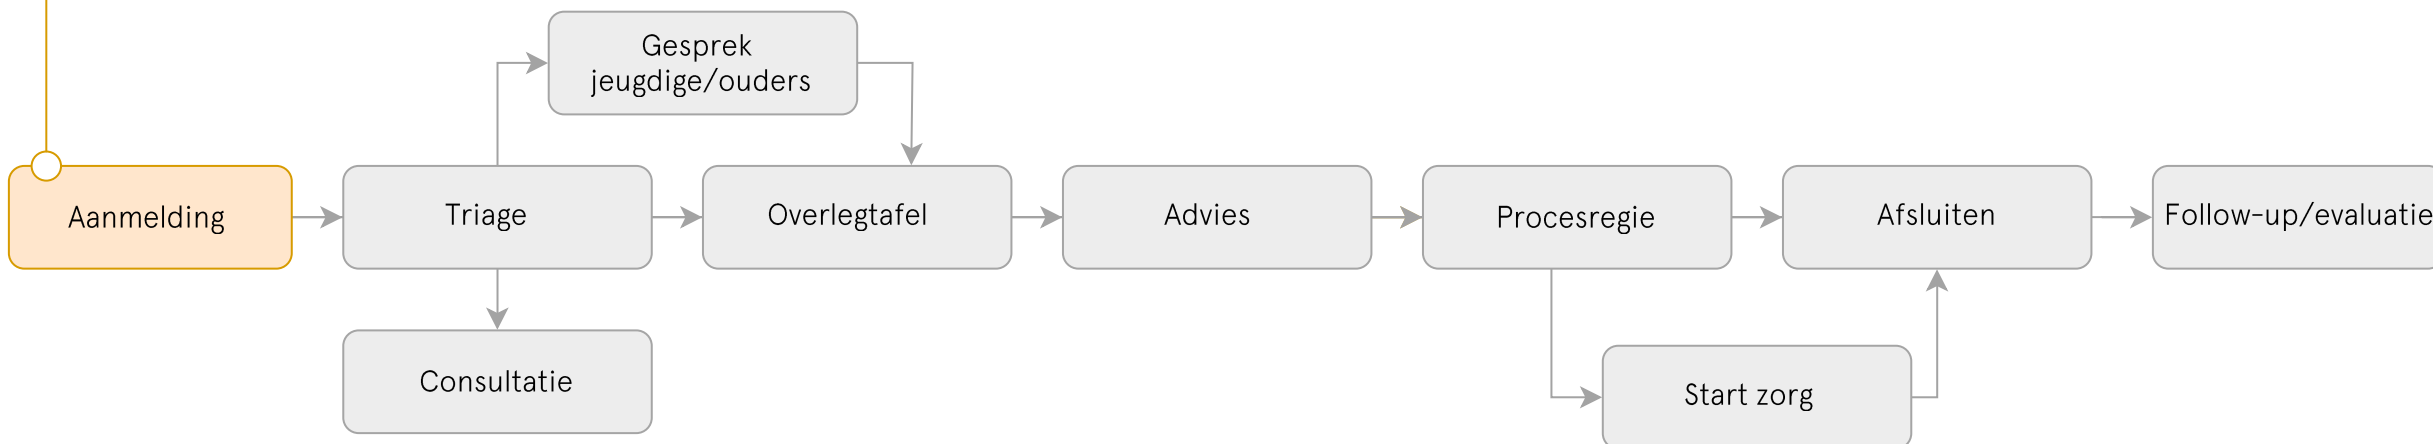 Gesprek
jeugdige/ouders
Aanmelding
Triage
Overlegtafel
Advies
Procesregie
Afsluiten
Follow-up/evaluatie
Consultatie
Start zorg